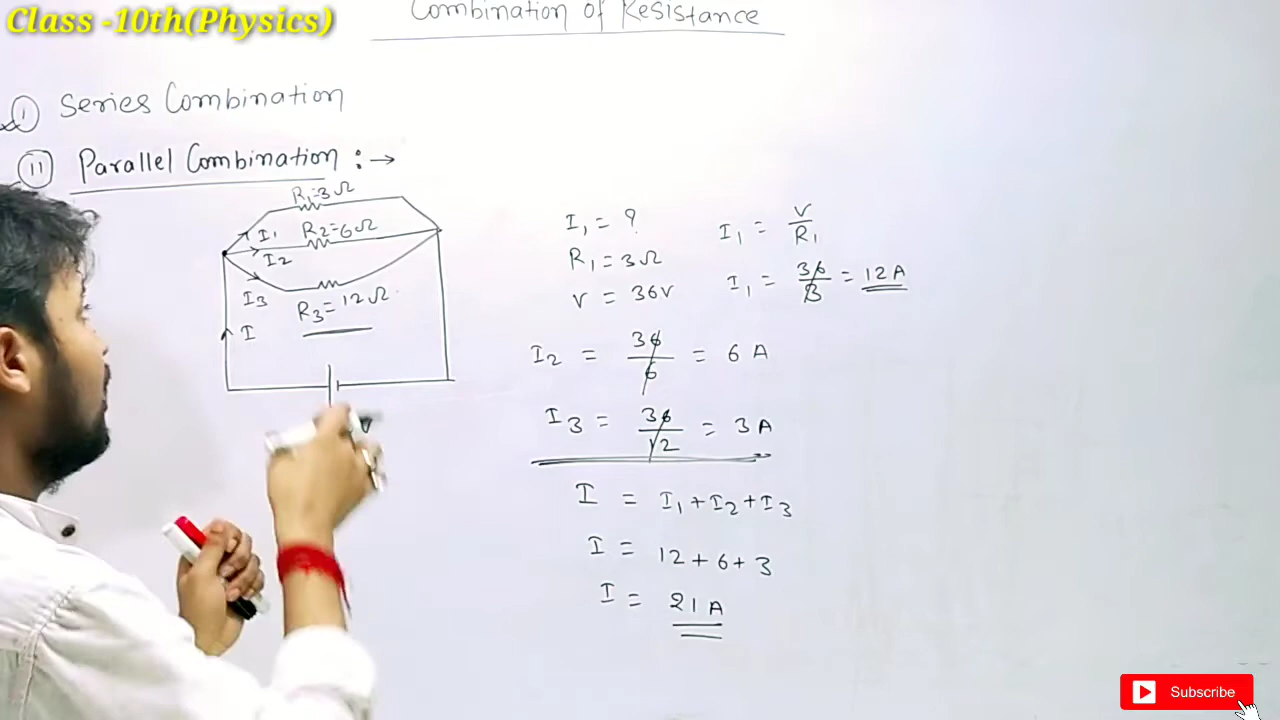 Class -10th(Physics)
Combination of Resistance
I Series Combination
II Parallel Combination : →
R1=3Ω
I1 R2=6Ω
I2
I3 R3=12Ω
I
I1 = ?
R1 = 3Ω
V = 36V
I1 = V/R1
I1 = 36/3 = 12A
I2 = 36/6 = 6 A
I3 = 36/12 = 3A
I = I1 + I2 + I3
I = 12 + 6 + 3
I = 21A
Subscribe